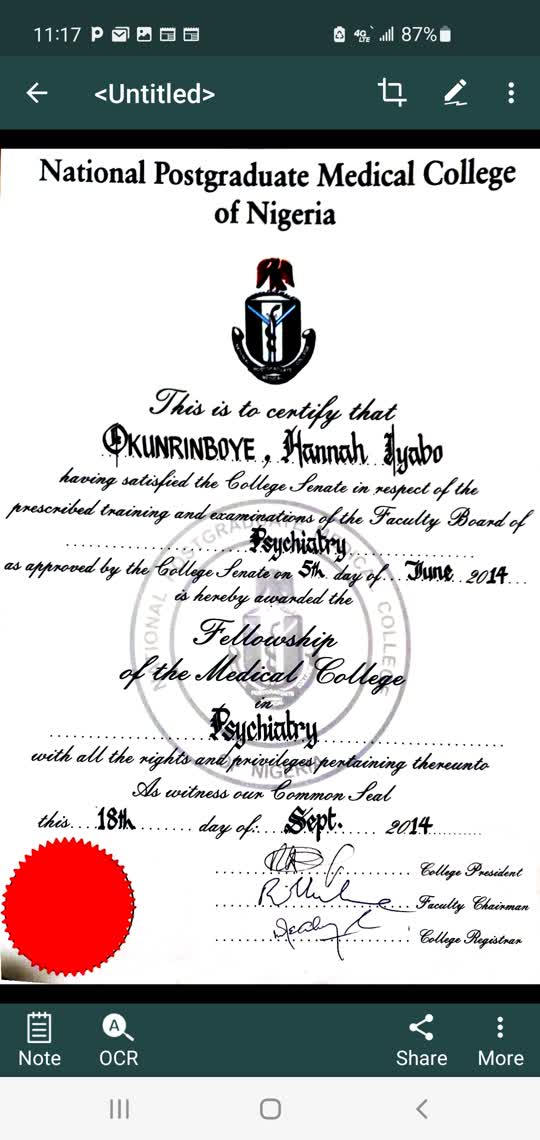 11:17 P 4G LTE 87%
<Untitled>
National Postgraduate Medical College
of Nigeria
This is to certify that
OKUNRINBOYE, Hannah Iyabo
having satisfied the College Senate in respect of the
prescribed training and examinations of the Faculty Board of
Psychiatry
as approved by the College Senate on 5th day of June 2014
is hereby awarded the
Fellowship
of the Medical College
in
Psychiatry
with all the rights and privileges pertaining thereunto
As witness our Common Seal
this 18th day of Sept. 2014
College President
Faculty Chairman
College Registrar
NATIONAL POSTGRADUATE MEDICAL COLLEGE
OF NIGERIA
Note OCR Share More